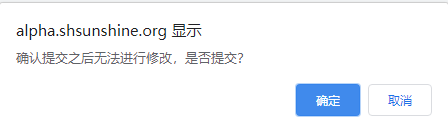 alpha.shsunshine.org 显示
确认提交之后无法进行修改，是否提交?
确定
取消